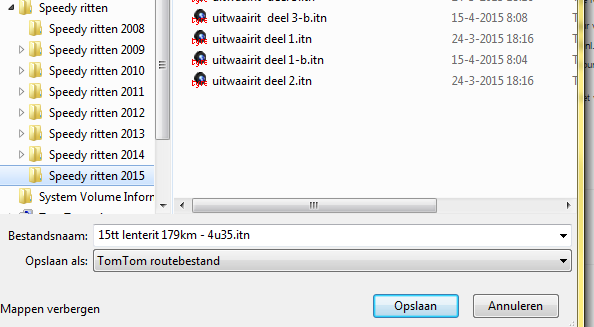 Speedy ritten
Speedy ritten 2008
Speedy ritten 2009
Speedy ritten 2010
Speedy ritten 2011
Speedy ritten 2012
Speedy ritten 2013
Speedy ritten 2014
Speedy ritten 2015
System Volume Inforr
uitwaairit deel 3-b.itn 15-4-2015 8:08 T
uitwaairit deel 1.itn 24-3-2015 18:16 T
uitwaairit deel 1-b.itn 15-4-2015 8:04 T
uitwaairit deel 2.itn 24-3-2015 18:16 T
Bestandsnaam: 15tt lenterit 179km - 4u35.itn
Opslaan als: TomTom routebestand
Mappen verbergen Opslaan Annuleren